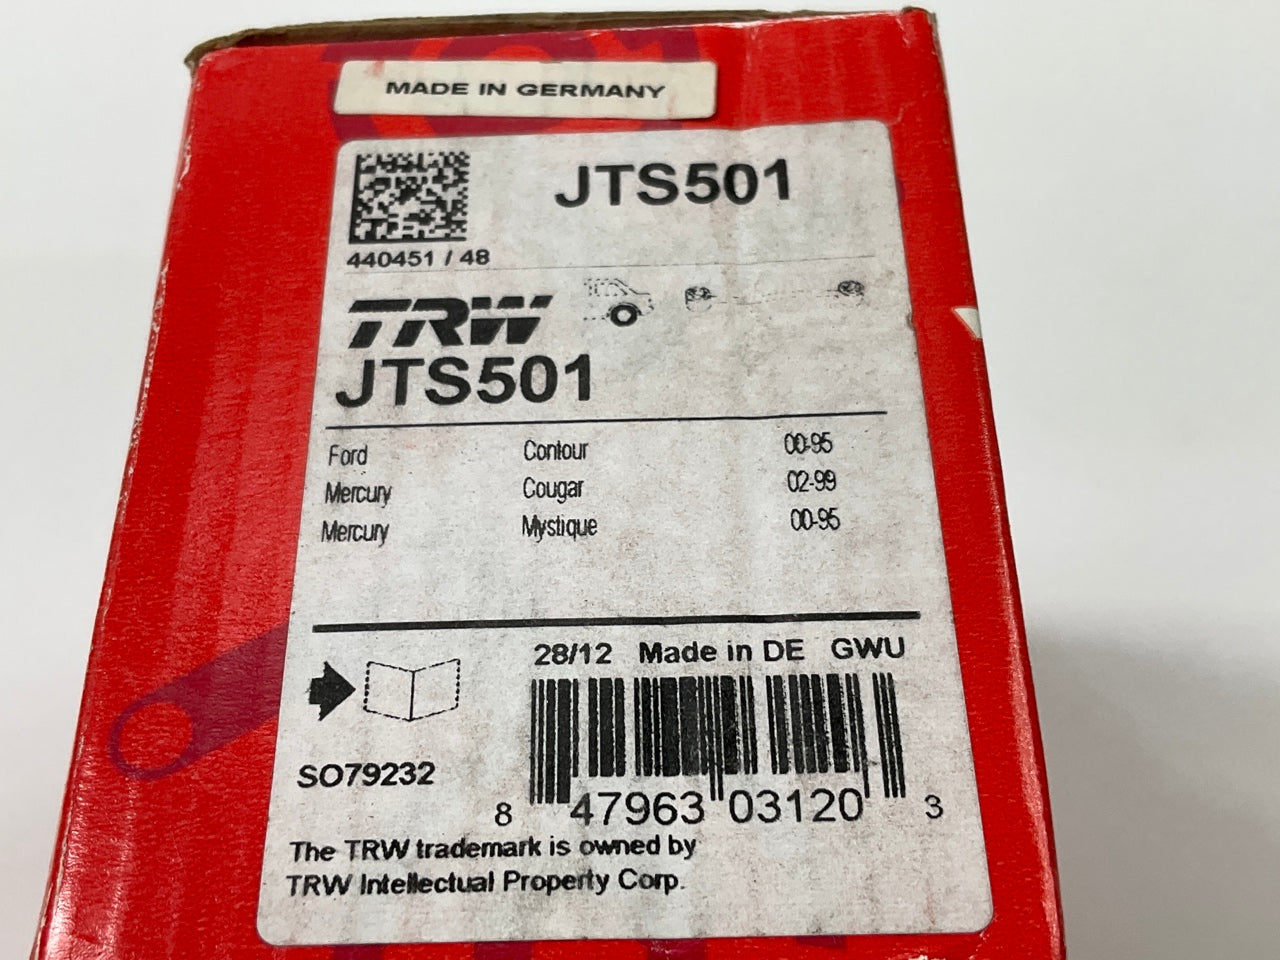 MADE IN GERMANY
JTS501
440451 / 48
TRW
JTS501
Ford Contour 00-95
Mercury Cougar 02-99
Mercury Mystique 00-95
28/12 Made in DE GWU
SO79232
8 47963 03120 3
The TRW trademark is owned by
TRW Intellectual Property Corp.